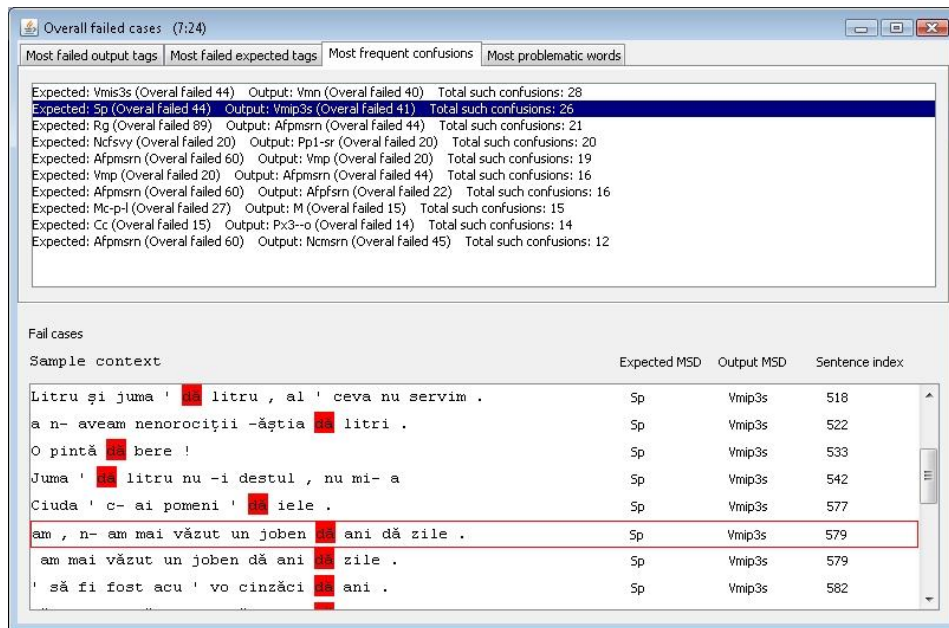 Overall failed cases (7:24)
Most failed output tags Most failed expected tags Most frequent confusions Most problematic words
Expected: Vmis3s (Overal failed 44) Output: Vmn (Overal failed 40) Total such confusions: 28
Expected: Sp (Overal failed 44) Output: Vmip3s (Overal failed 41) Total such confusions: 26
Expected: Rg (Overal failed 89) Output: Afpmsrn (Overal failed 44) Total such confusions: 21
Expected: Ncfsvy (Overal failed 20) Output: Pp1-sr (Overal failed 20) Total such confusions: 20
Expected: Afpmsrn (Overal failed 60) Output: Vmp (Overal failed 20) Total such confusions: 19
Expected: Vmp (Overal failed 20) Output: Afpmsrn (Overal failed 44) Total such confusions: 16
Expected: Afpmsrn (Overal failed 60) Output: Afpfsrn (Overal failed 22) Total such confusions: 16
Expected: Mc-p-l (Overal failed 27) Output: M (Overal failed 15) Total such confusions: 15
Expected: Cc (Overal failed 15) Output: Px3--o (Overal failed 14) Total such confusions: 14
Expected: Afpmsrn (Overal failed 60) Output: Ncmsrn (Overal failed 45) Total such confusions: 12
Fail cases
Sample context Expected MSD Output MSD Sentence index
Litru și juma ' dă litru , al ' ceva nu servim . Sp Vmip3s 518
a n- aveam nenorociții -ăștia dă litri . Sp Vmip3s 522
O pintă dă bere ! Sp Vmip3s 533
Juma ' dă litru nu -i destul , nu mi- a Sp Vmip3s 542
Ciuda ' c- ai pomeni ' dă iele . Sp Vmip3s 577
am , n- am mai văzut un joben dă ani dă zile . Sp Vmip3s 579
am mai văzut un joben dă ani dă zile . Sp Vmip3s 579
' să fi fost acu ' vo cinzăci dă ani . Sp Vmip3s 582